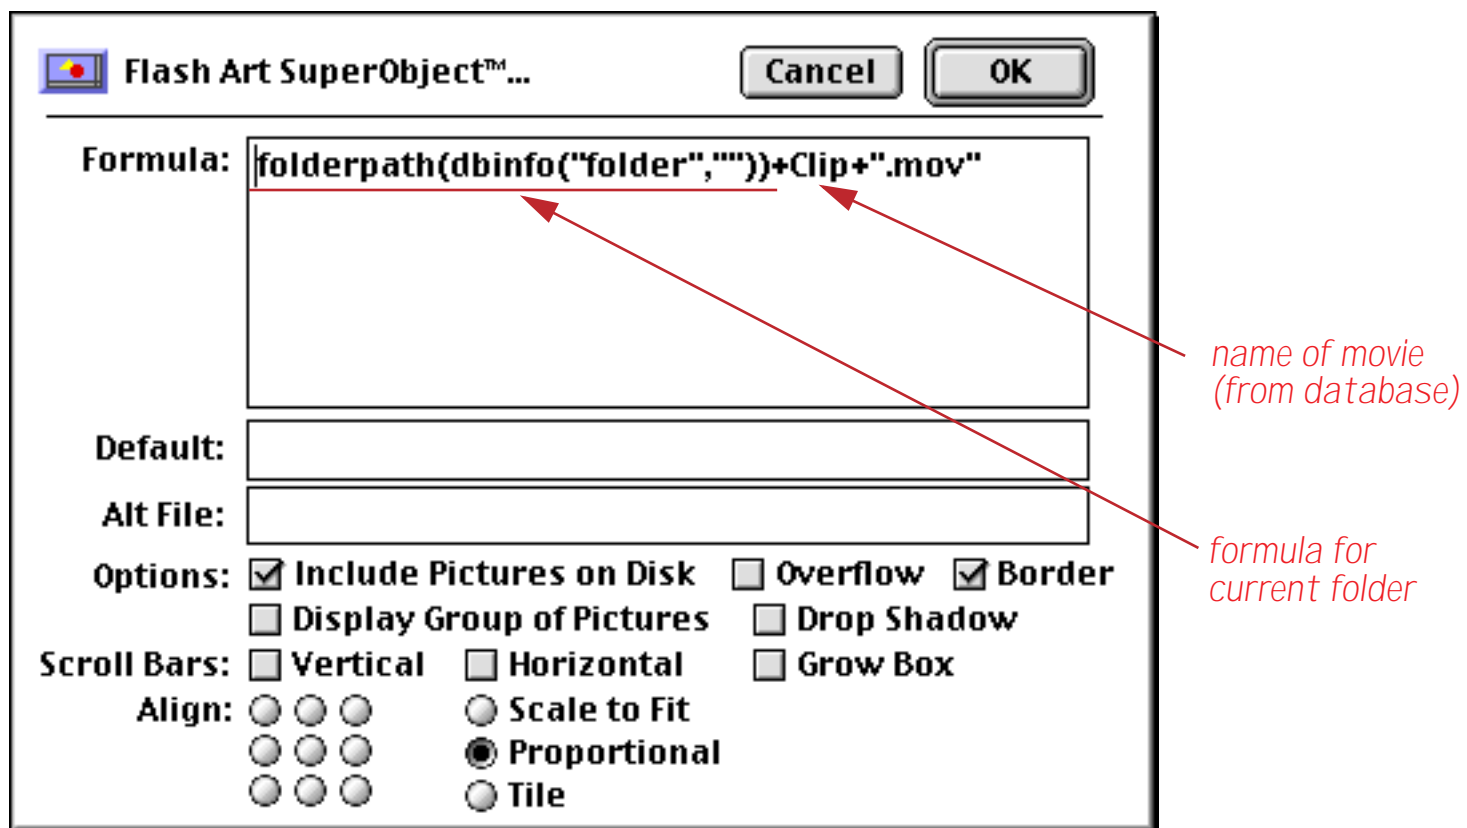 Flash Art SuperObject™...
Cancel
OK
Formula:
folderpath(dbinfo("folder",""))+Clip+".mov"
name of movie
(from database)
Default:
Alt File:
formula for
current folder
Options: Include Pictures on Disk Overflow Border
Display Group of Pictures Drop Shadow
Scroll Bars: Vertical Horizontal Grow Box
Align: Scale to Fit
Proportional
Tile